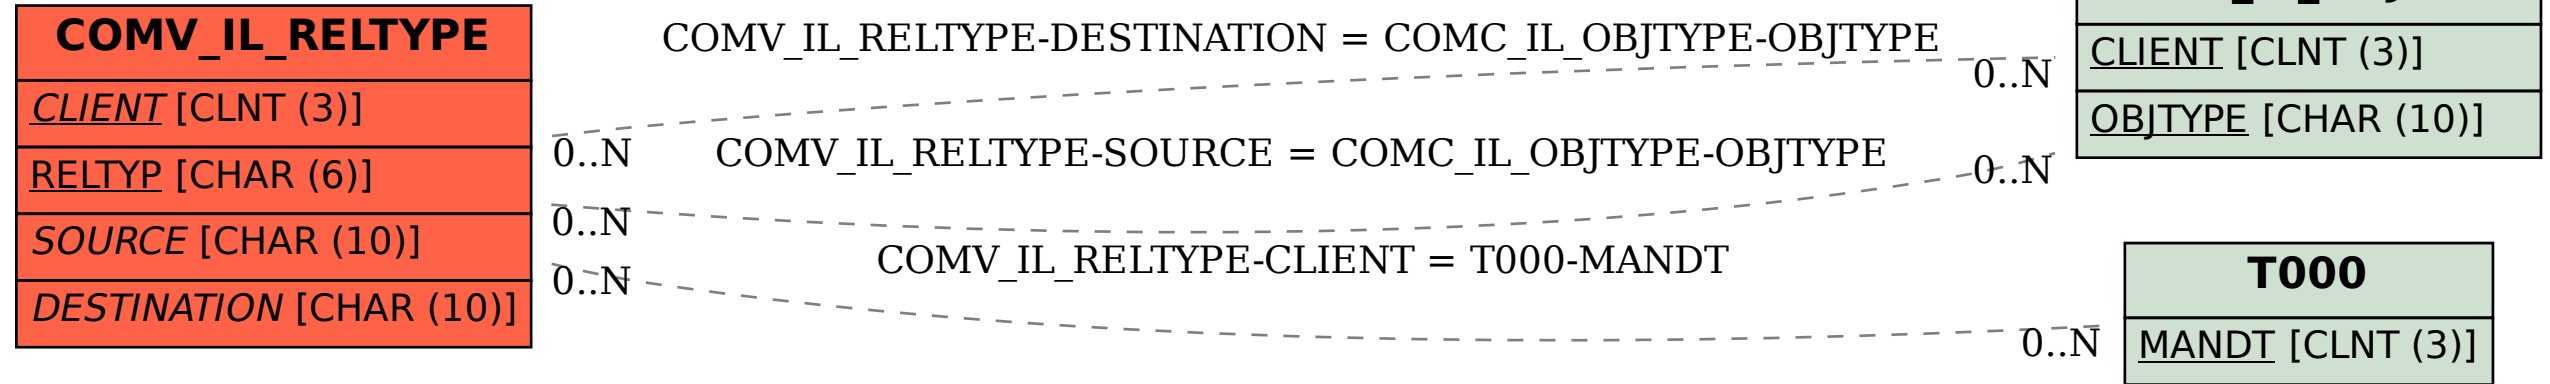 COMV_IL_RELTYPE
CLIENT [CLNT (3)]
RELTYP [CHAR (6)]
SOURCE [CHAR (10)]
DESTINATION [CHAR (10)]
COMV_IL_RELTYPE-DESTINATION = COMC_IL_OBJTYPE-OBJTYPE
0..N
0..N
COMV_IL_RELTYPE-SOURCE = COMC_IL_OBJTYPE-OBJTYPE
0..N
0..N
COMV_IL_RELTYPE-CLIENT = T000-MANDT
0..N
0..N
CLIENT [CLNT (3)]
OBJTYPE [CHAR (10)]
T000
MANDT [CLNT (3)]